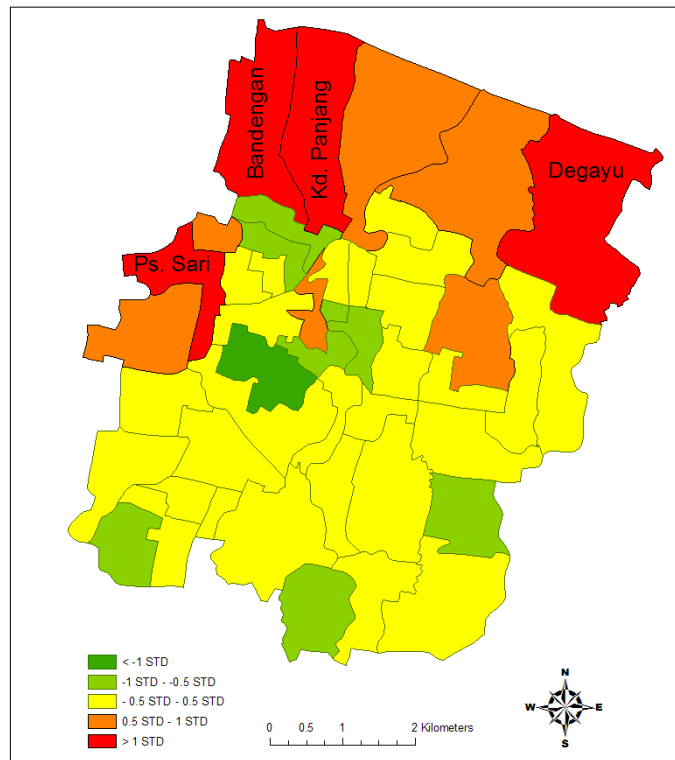 Bandengan
Kd. Panjang
Degayu
Ps. Sari
< -1 STD
-1 STD - -0.5 STD
- 0.5 STD - 0.5 STD
0.5 STD - 1 STD
> 1 STD
0 0.5 1 2 Kilometers
N
W E
S